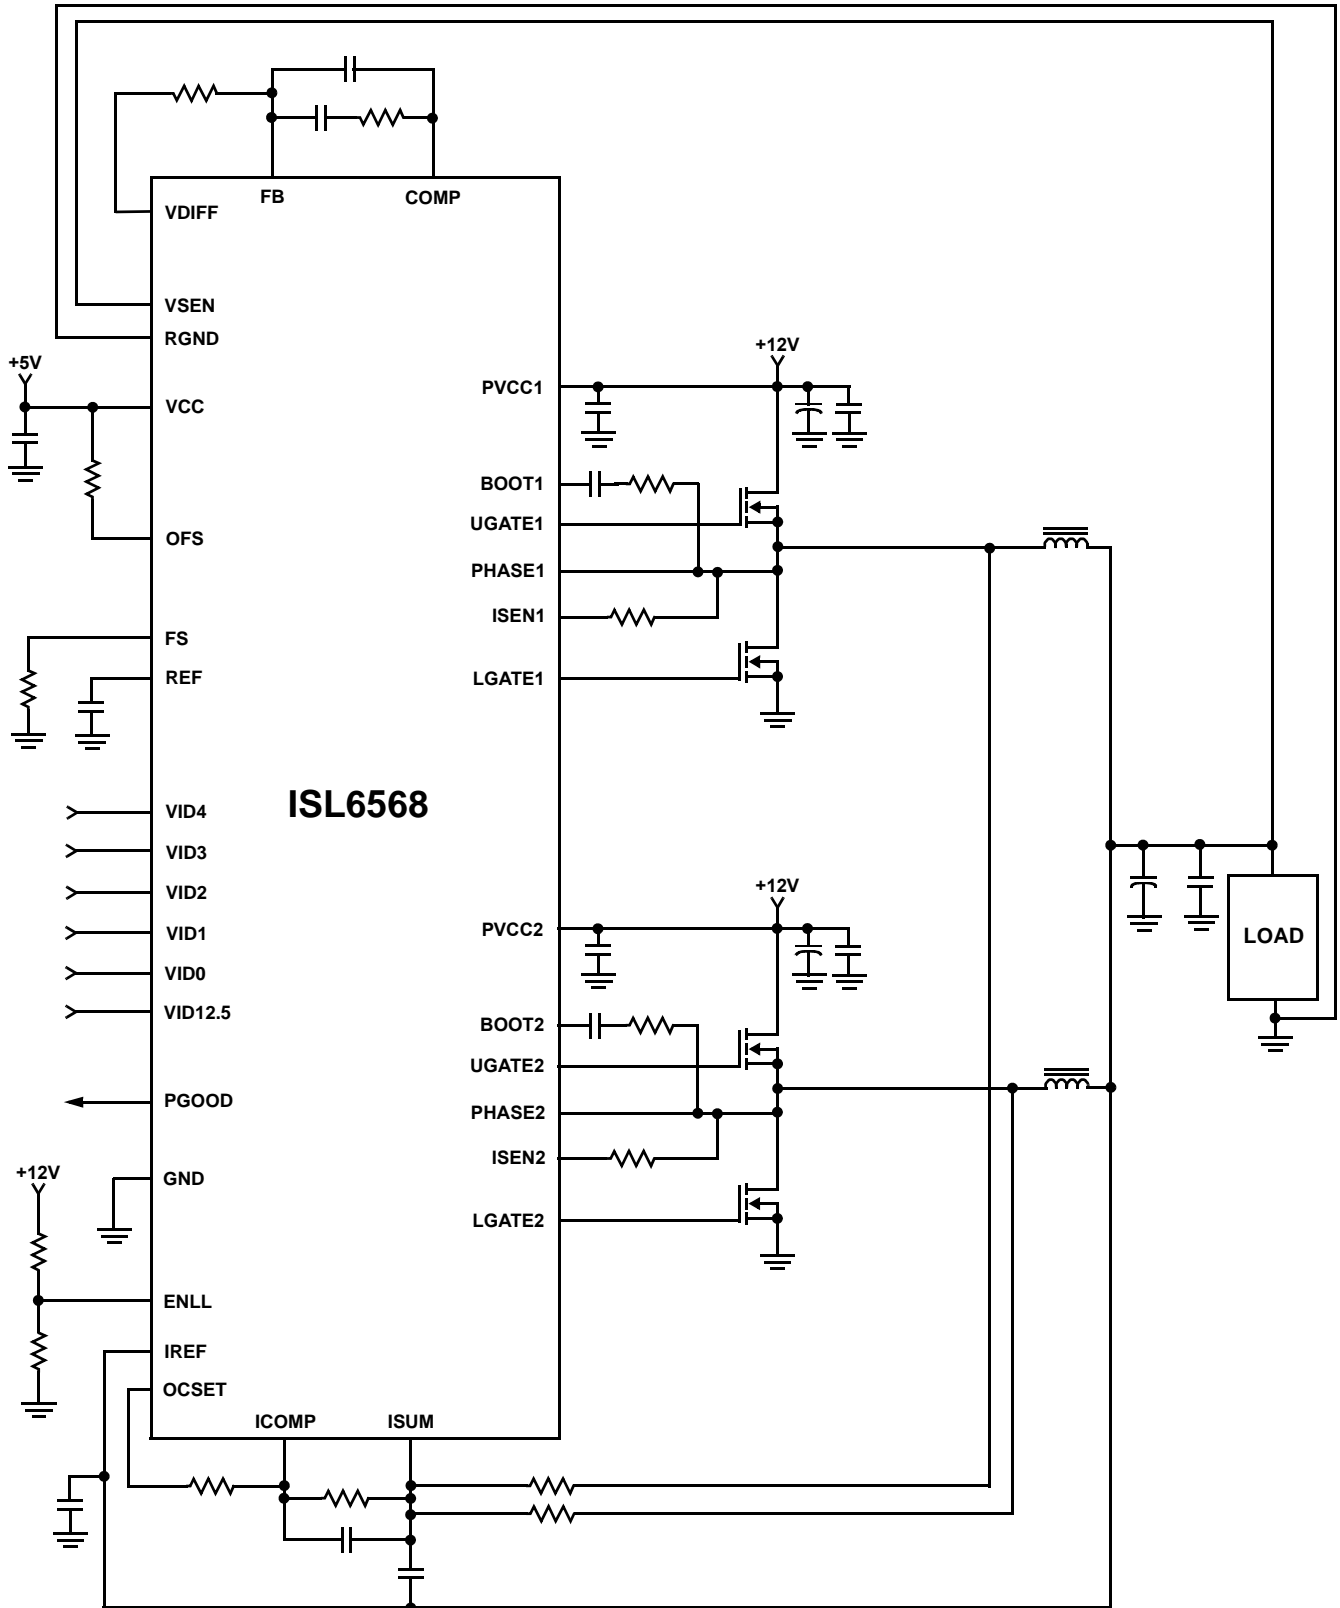 FB
COMP
VDIFF
VSEN
RGND
+5V
VCC
OFS
FS
REF
ISL6568
VID4
VID3
VID2
VID1
VID0
VID12.5
PGOOD
GND
+12V
ENLL
IREF
OCSET
ICOMP
ISUM
+12V
PVCC1
BOOT1
UGATE1
PHASE1
ISEN1
LGATE1
+12V
PVCC2
BOOT2
UGATE2
PHASE2
ISEN2
LGATE2
LOAD